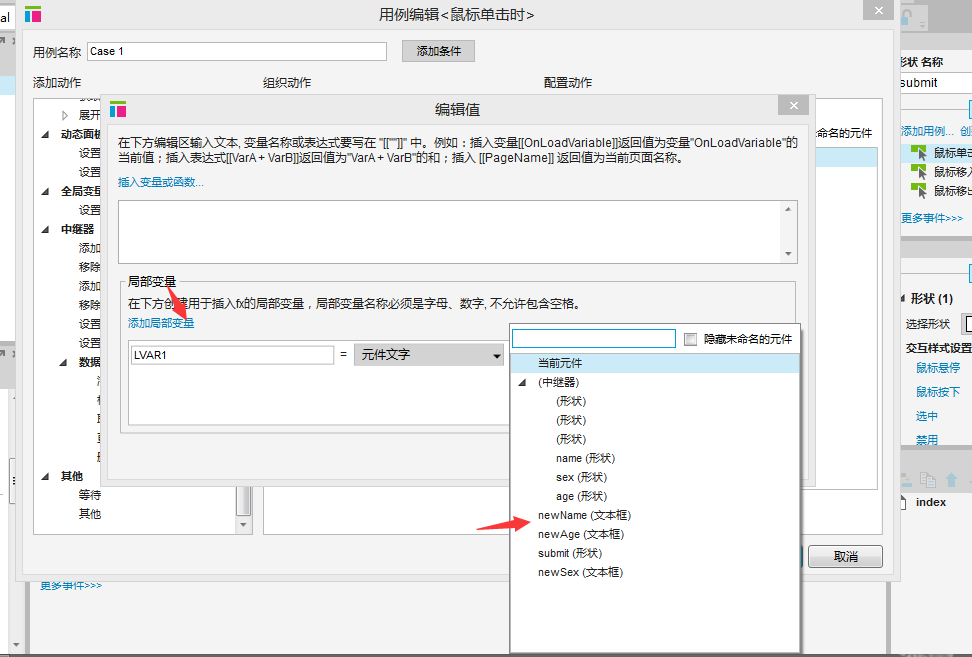 用例编辑<鼠标单击时>
al
用例名称
Case 1
添加条件
添加动作
组织动作
配置动作
形状 名称
submit
添加用例...
鼠标单击
鼠标移入
鼠标移出
更多事件>>>
展开
动态面板
设置
设置
全局变量
设置
中继器
添加
移除
添加
移除
设置
设置
数据
其他
等待
其他
命名的元件
编辑值
在下方编辑区输入文本, 变量名称或表达式要写在 "[[""]]" 中。例如：插入变量[[OnLoadVariable]]返回值为变量"OnLoadVariable"的
当前值；插入表达式[[VarA + VarB]]返回值为"VarA + VarB"的和；插入 [[PageName]] 返回值为当前页面名称。
插入变量或函数...
局部变量
在下方创建用于插入fx的局部变量，局部变量名称必须是字母、数字, 不允许包含空格。
添加局部变量
LVAR1
=
元件文字
隐藏未命名的元件
当前元件
(中继器)
(形状)
(形状)
(形状)
name (形状)
sex (形状)
age (形状)
newName (文本框)
newAge (文本框)
submit (形状)
newSex (文本框)
取消
更多事件>>>
形状 (1)
选择形状
交互样式设置
鼠标悬停
鼠标按下
选中
禁用
index